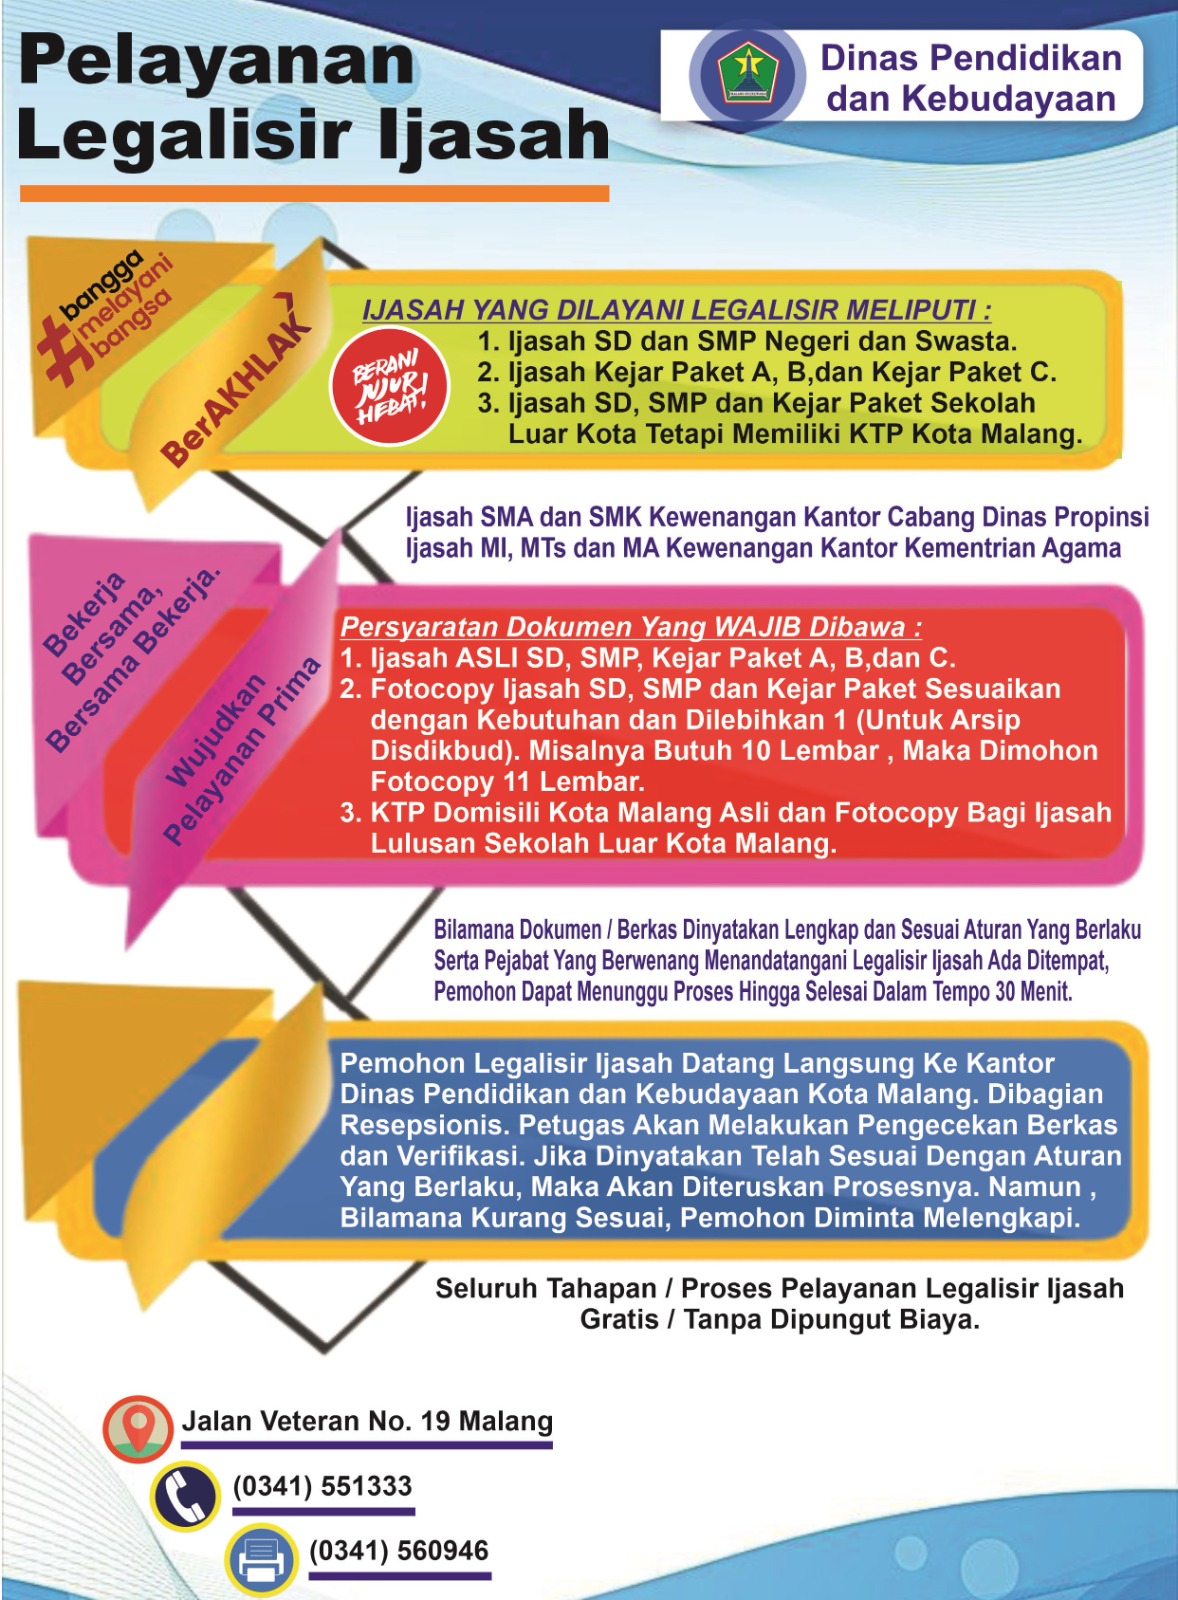 Pelayanan
Legalisir Ijasah
Dinas Pendidikan
dan Kebudayaan
#bangga
melayani
bangsa
BerAKHLAK
BERANI
JUJUR!
HEBAT!
IJASAH YANG DILAYANI LEGALISIR MELIPUTI :
1. Ijasah SD dan SMP Negeri dan Swasta.
2. Ijasah Kejar Paket A, B,dan Kejar Paket C.
3. Ijasah SD, SMP dan Kejar Paket Sekolah
Luar Kota Tetapi Memiliki KTP Kota Malang.
Ijasah SMA dan SMK Kewenangan Kantor Cabang Dinas Propinsi
Ijasah MI, MTs dan MA Kewenangan Kantor Kementrian Agama
Bekerja
Bersama,
Bersama Bekerja.
Wujudkan
Pelayanan Prima
Persyaratan Dokumen Yang WAJIB Dibawa :
1. Ijasah ASLI SD, SMP, Kejar Paket A, B,dan C.
2. Fotocopy Ijasah SD, SMP dan Kejar Paket Sesuaikan
dengan Kebutuhan dan Dilebihkan 1 (Untuk Arsip
Disdikbud). Misalnya Butuh 10 Lembar , Maka Dimohon
Fotocopy 11 Lembar.
3. KTP Domisili Kota Malang Asli dan Fotocopy Bagi Ijasah
Lulusan Sekolah Luar Kota Malang.
Bilamana Dokumen / Berkas Dinyatakan Lengkap dan Sesuai Aturan Yang Berlaku
Serta Pejabat Yang Berwenang Menandatangani Legalisir Ijasah Ada Ditempat,
Pemohon Dapat Menunggu Proses Hingga Selesai Dalam Tempo 30 Menit.
Pemohon Legalisir Ijasah Datang Langsung Ke Kantor
Dinas Pendidikan dan Kebudayaan Kota Malang. Dibagian
Resepsionis. Petugas Akan Melakukan Pengecekan Berkas
dan Verifikasi. Jika Dinyatakan Telah Sesuai Dengan Aturan
Yang Berlaku, Maka Akan Diteruskan Prosesnya. Namun ,
Bilamana Kurang Sesuai, Pemohon Diminta Melengkapi.
Seluruh Tahapan / Proses Pelayanan Legalisir Ijasah
Gratis / Tanpa Dipungut Biaya.
Jalan Veteran No. 19 Malang
(0341) 551333
(0341) 560946